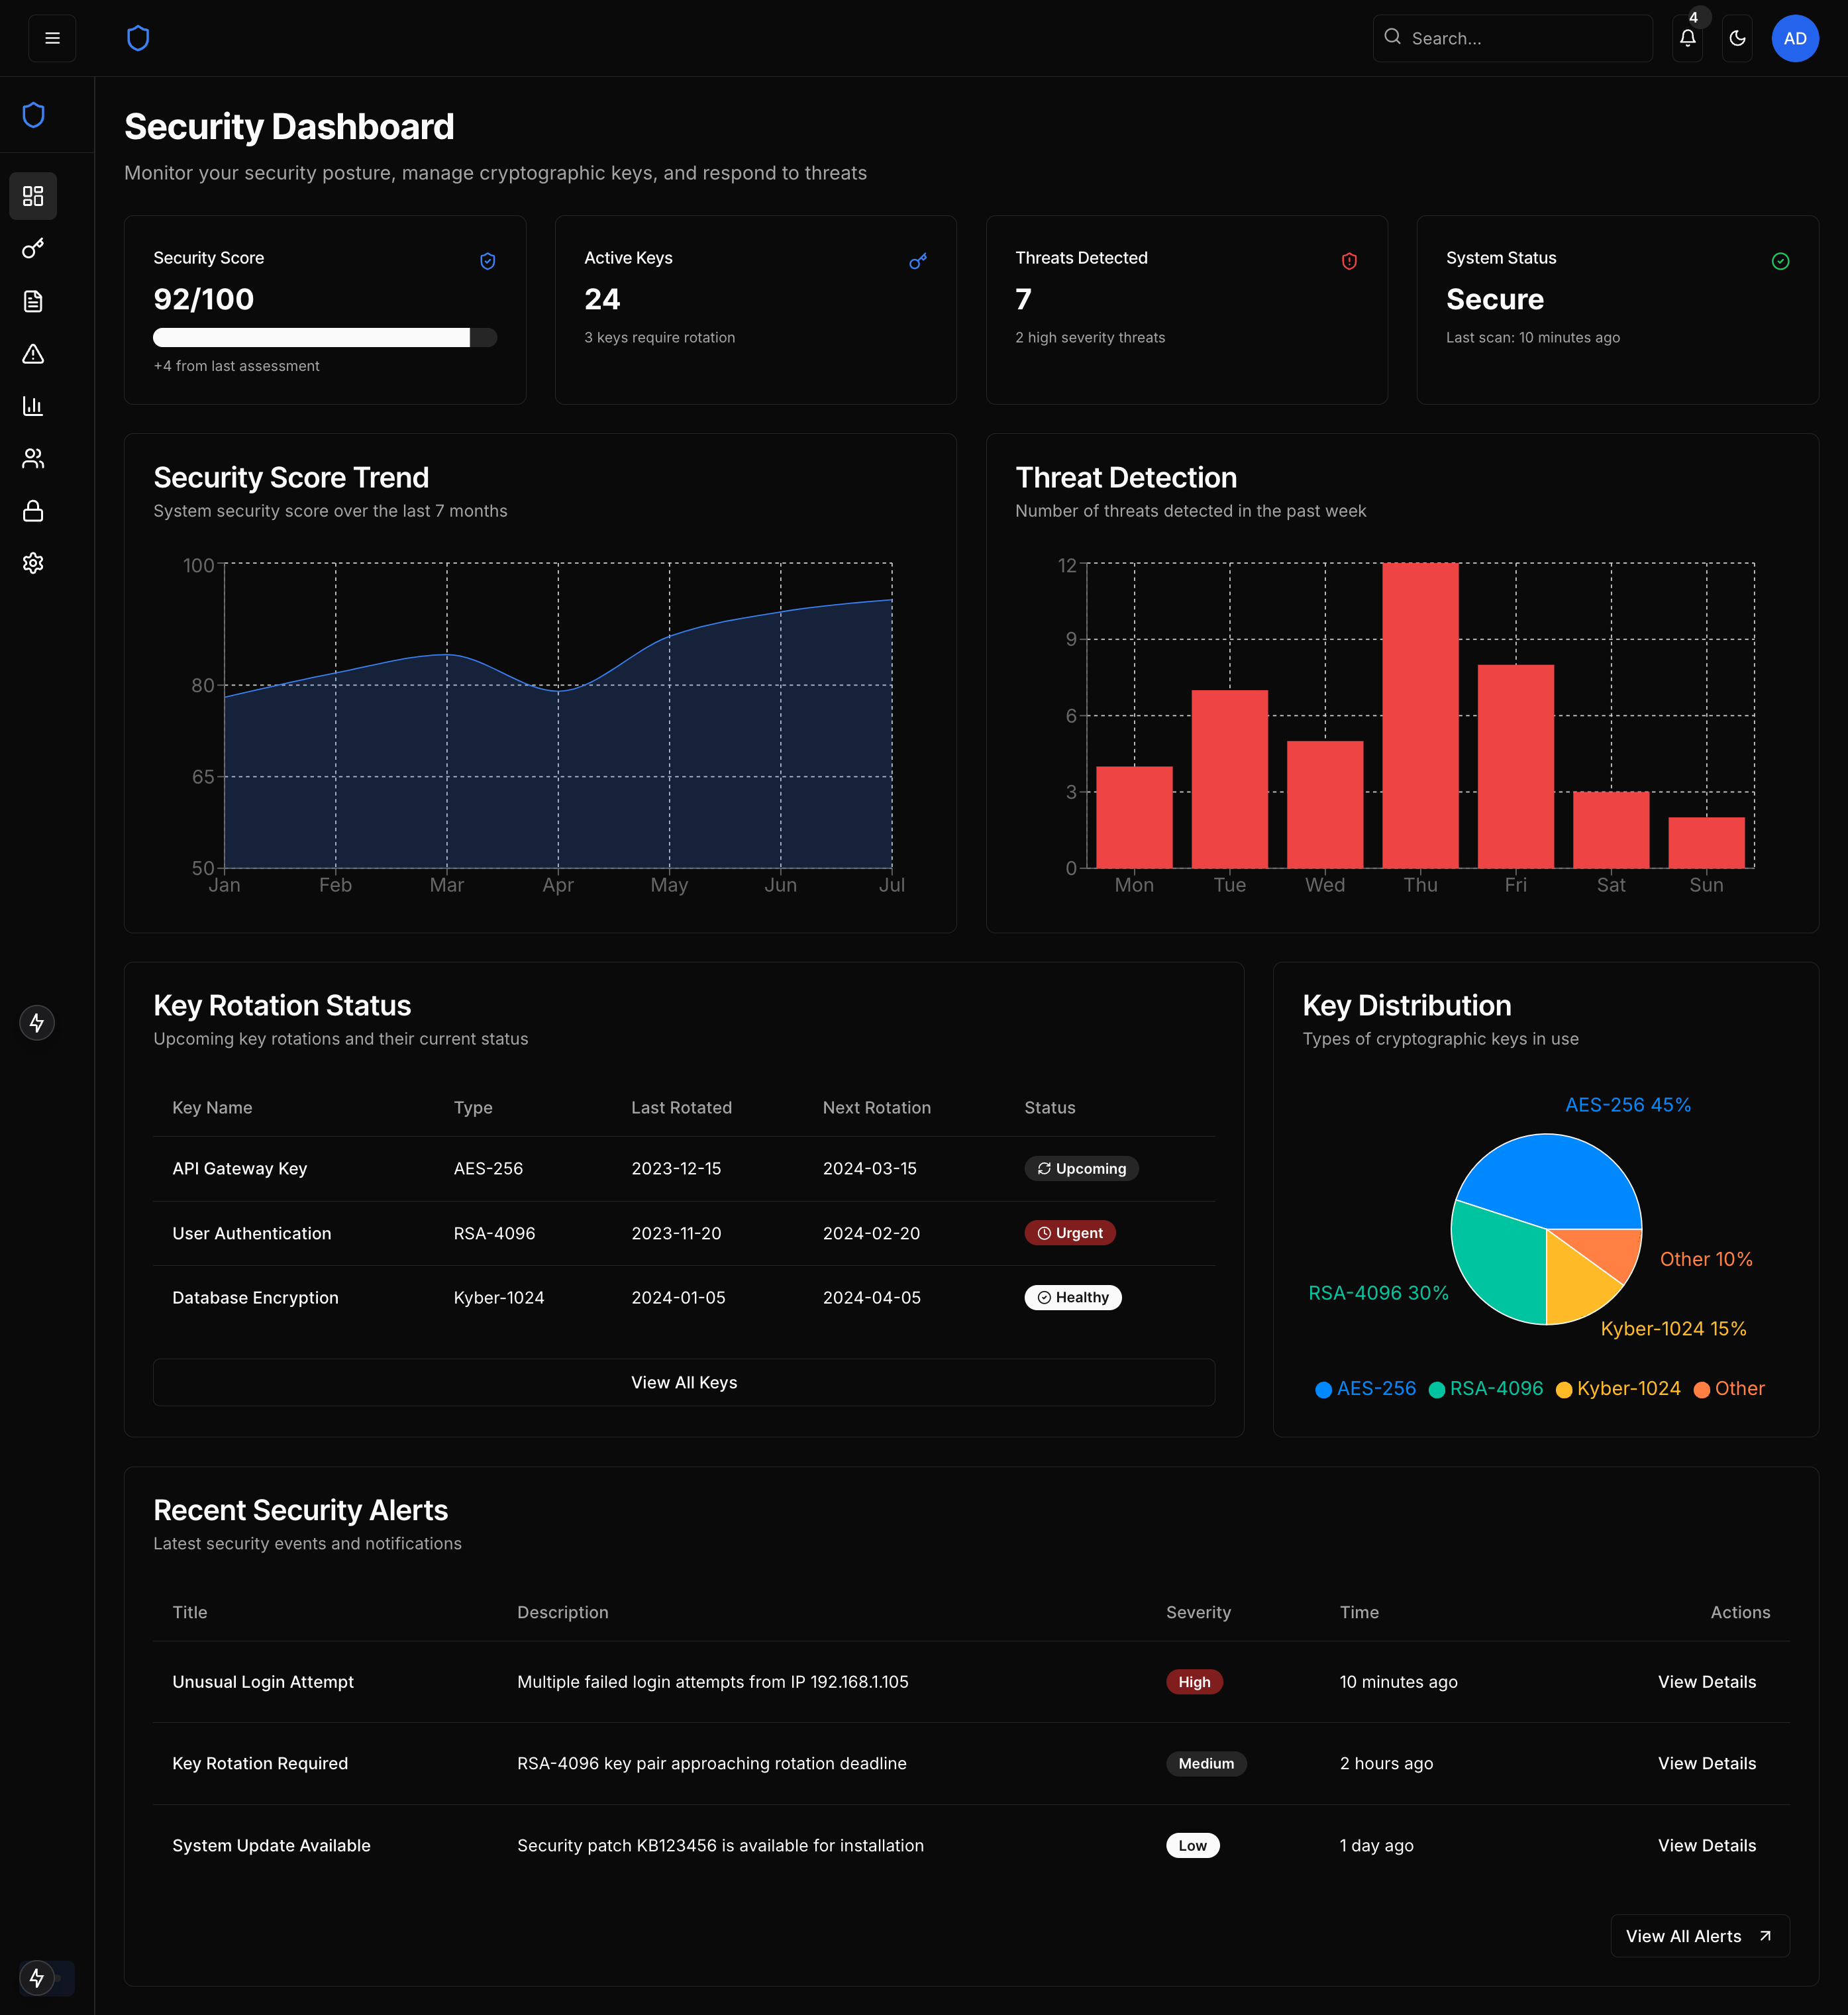 Search...
4
AD
Security Dashboard
Monitor your security posture, manage cryptographic keys, and respond to threats
Security Score
92/100
+4 from last assessment
Active Keys
24
3 keys require rotation
Threats Detected
7
2 high severity threats
System Status
Secure
Last scan: 10 minutes ago
Security Score Trend
System security score over the last 7 months
100
80
65
50
Jan Feb Mar Apr May Jun Jul
Threat Detection
Number of threats detected in the past week
12
9
6
3
0
Mon Tue Wed Thu Fri Sat Sun
Key Rotation Status
Upcoming key rotations and their current status
Key Name Type Last Rotated Next Rotation Status
API Gateway Key AES-256 2023-12-15 2024-03-15 Upcoming
User Authentication RSA-4096 2023-11-20 2024-02-20 Urgent
Database Encryption Kyber-1024 2024-01-05 2024-04-05 Healthy
View All Keys
Key Distribution
Types of cryptographic keys in use
AES-256 45%
Other 10%
RSA-4096 30%
Kyber-1024 15%
AES-256 RSA-4096 Kyber-1024 Other
Recent Security Alerts
Latest security events and notifications
Title Description Severity Time Actions
Unusual Login Attempt Multiple failed login attempts from IP 192.168.1.105 High 10 minutes ago View Details
Key Rotation Required RSA-4096 key pair approaching rotation deadline Medium 2 hours ago View Details
System Update Available Security patch KB123456 is available for installation Low 1 day ago View Details
View All Alerts